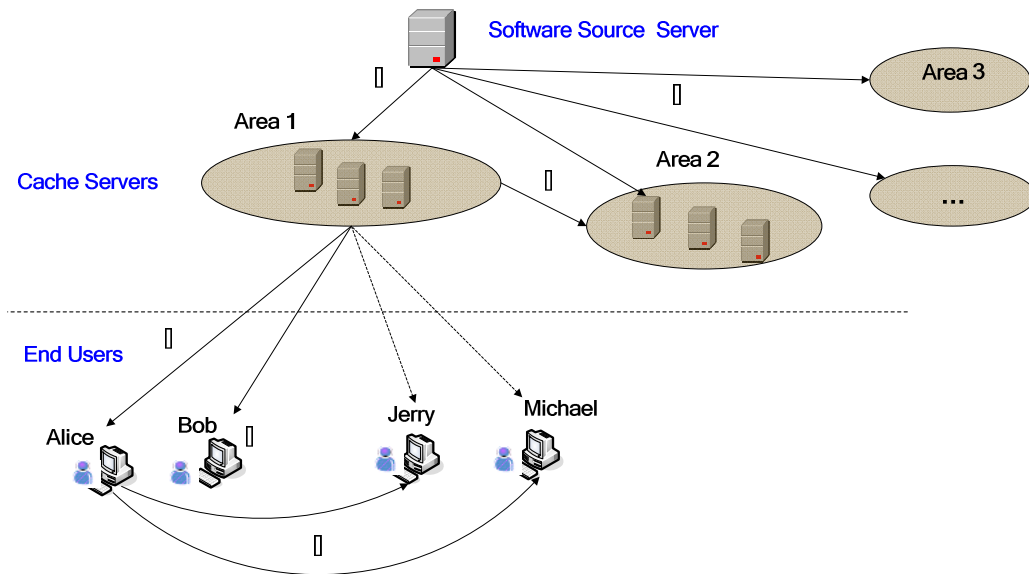 Software Source Server
Area 3
Area 1
Area 2
Cache Servers
...
End Users
Alice
Bob
Jerry
Michael